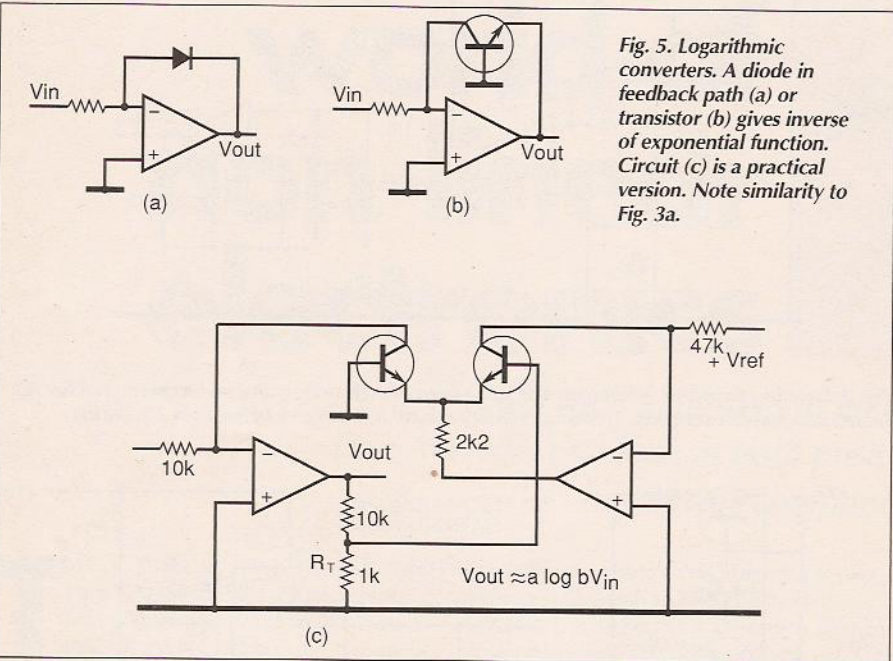 Vin
Vout
(a)
Vin
Vout
(b)
Fig. 5. Logarithmic
converters. A diode in
feedback path (a) or
transistor (b) gives inverse
of exponential function.
Circuit (c) is a practical
version. Note similarity to
Fig. 3a.
47k
+ Vref
2k2
10k
Vout
10k
RT
1k
Vout ≈a log bVin
(c)
−
+
−
+
−
+
−
+